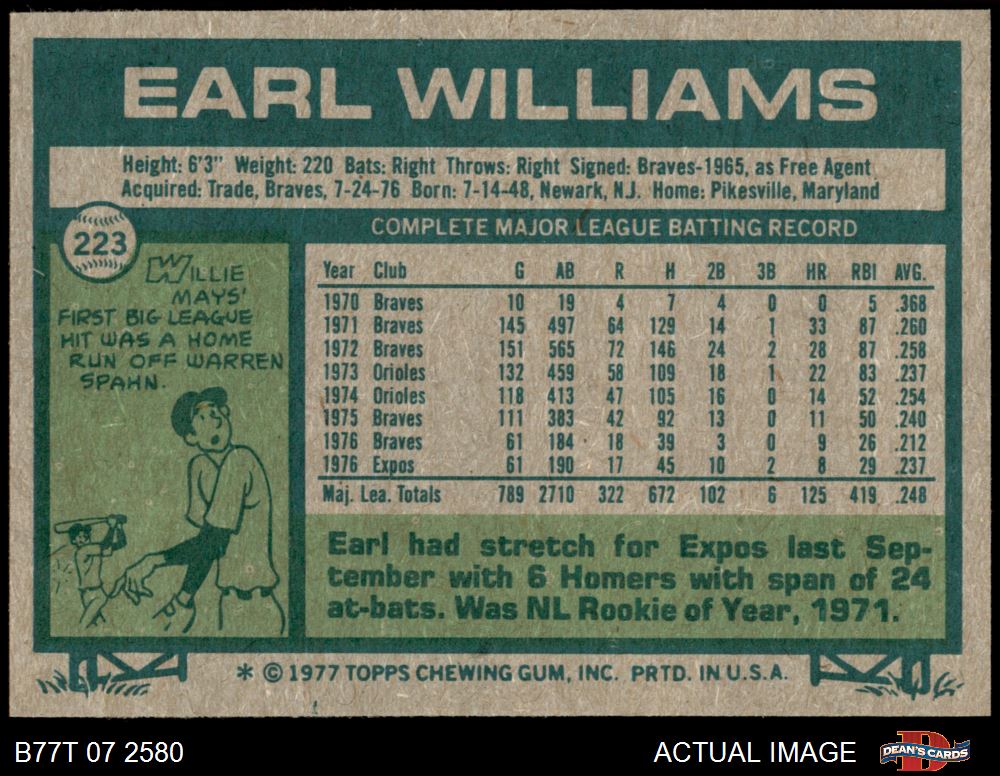 EARL WILLIAMS
Height: 6'3" Weight: 220 Bats: Right Throws: Right Signed: Braves-1965, as Free Agent
Acquired: Trade, Braves, 7-24-76 Born: 7-14-48, Newark, N.J. Home: Pikesville, Maryland
223
COMPLETE MAJOR LEAGUE BATTING RECORD
WILLIE
MAYS'
FIRST BIG LEAGUE
HIT WAS A HOME
RUN OFF WARREN
SPAHN.
Year Club G AB R H 2B 3B HR RBI AVG.
1970 Braves 10 19 4 7 4 0 0 5 .368
1971 Braves 145 497 64 129 14 1 33 87 .260
1972 Braves 151 565 72 146 24 2 28 87 .258
1973 Orioles 132 459 58 109 18 1 22 83 .237
1974 Orioles 118 413 47 105 16 0 14 52 .254
1975 Braves 111 383 42 92 13 0 11 50 .240
1976 Braves 61 184 18 39 3 0 9 26 .212
1976 Expos 61 190 17 45 10 2 8 29 .237
Maj. Lea. Totals 789 2710 322 672 102 6 125 419 .248
Earl had stretch for Expos last Sep-
tember with 6 Homers with span of 24
at-bats. Was NL Rookie of Year, 1971.
* © 1977 TOPPS CHEWING GUM, INC. PRTD. IN U.S.A.
B77T 07 2580
ACTUAL IMAGE
D
DEAN'S CARDS